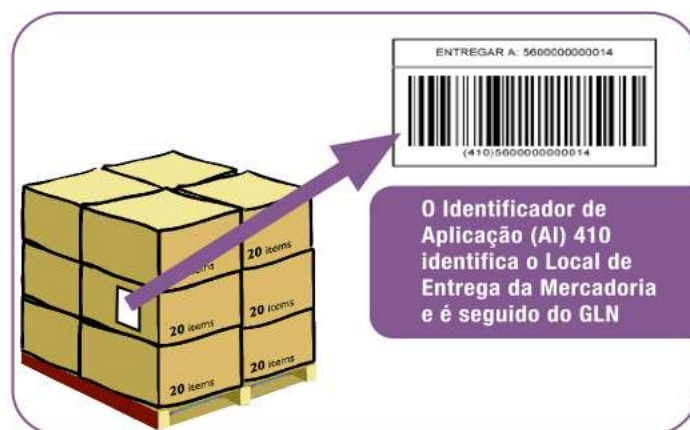 ENTREGAR A: 5600000000014
(410)5600000000014
O Identificador de
Aplicação (AI) 410
identifica o Local de
Entrega da Mercadoria
e é seguido do GLN
items
20 items
20 items
20 items
20 items
20 items